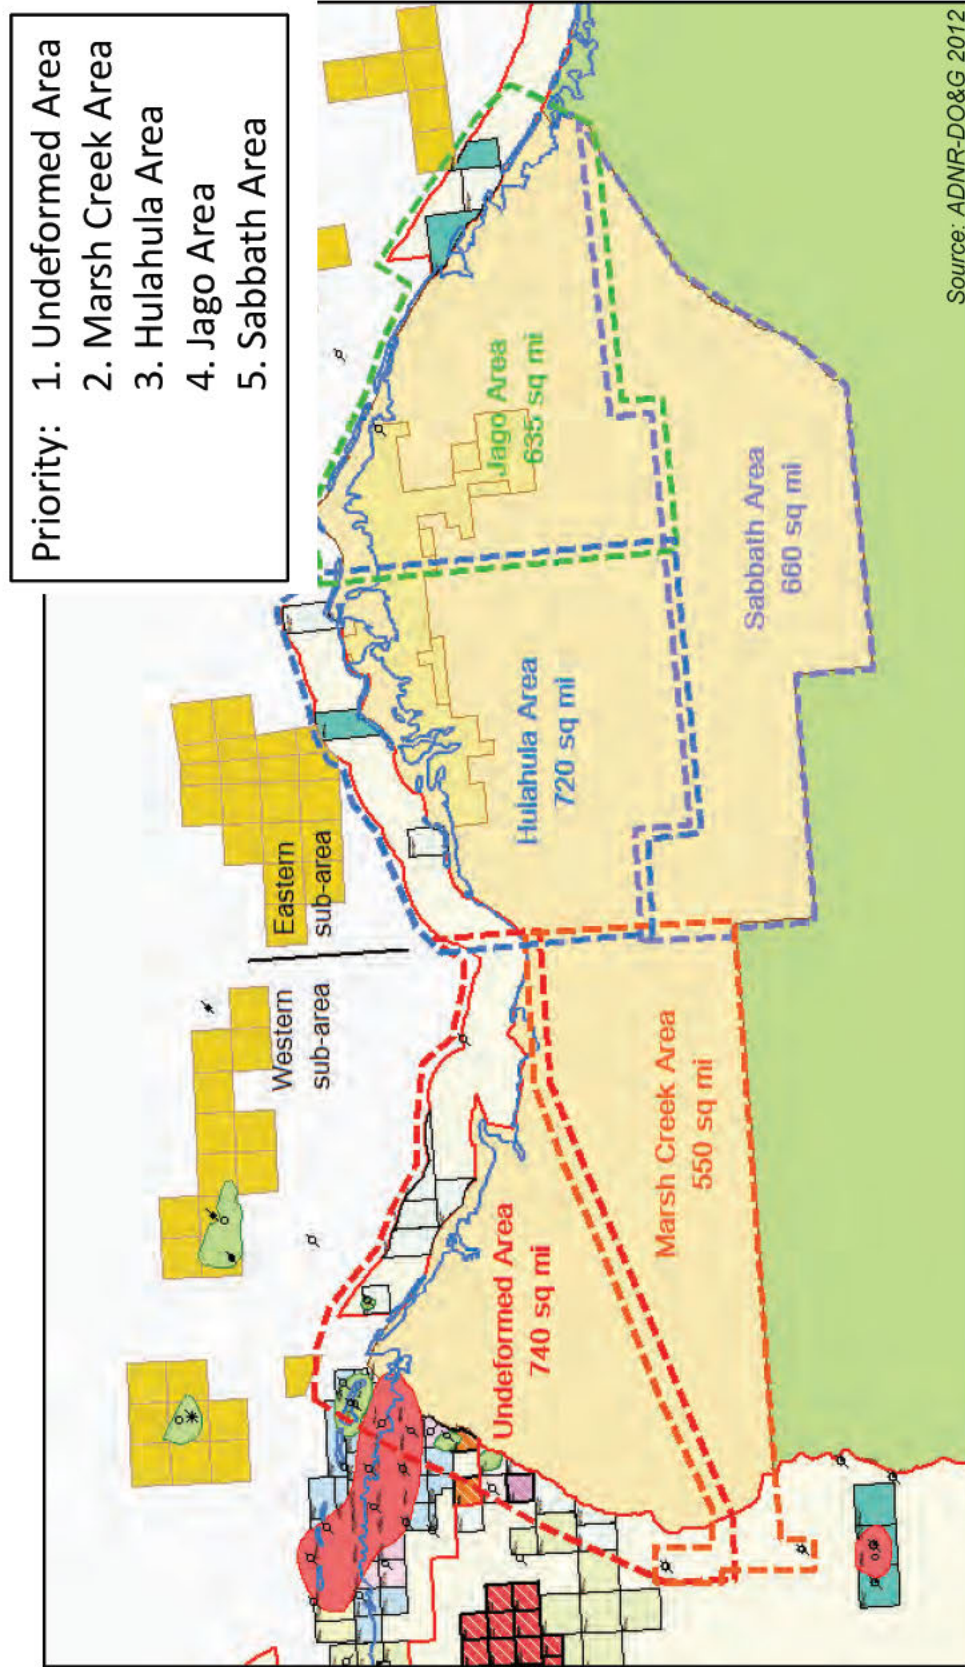 Priority: 1. Undeformed Area
2. Marsh Creek Area
3. Hulahula Area
4. Jago Area
5. Sabbath Area
Western
sub-area
Eastern
sub-area
Undeformed Area
740 sq mi
Marsh Creek Area
550 sq mi
Hulahula Area
720 sq mi
Jago Area
635 sq mi
Sabbath Area
660 sq mi
Source: ADNR-DO&G 2012